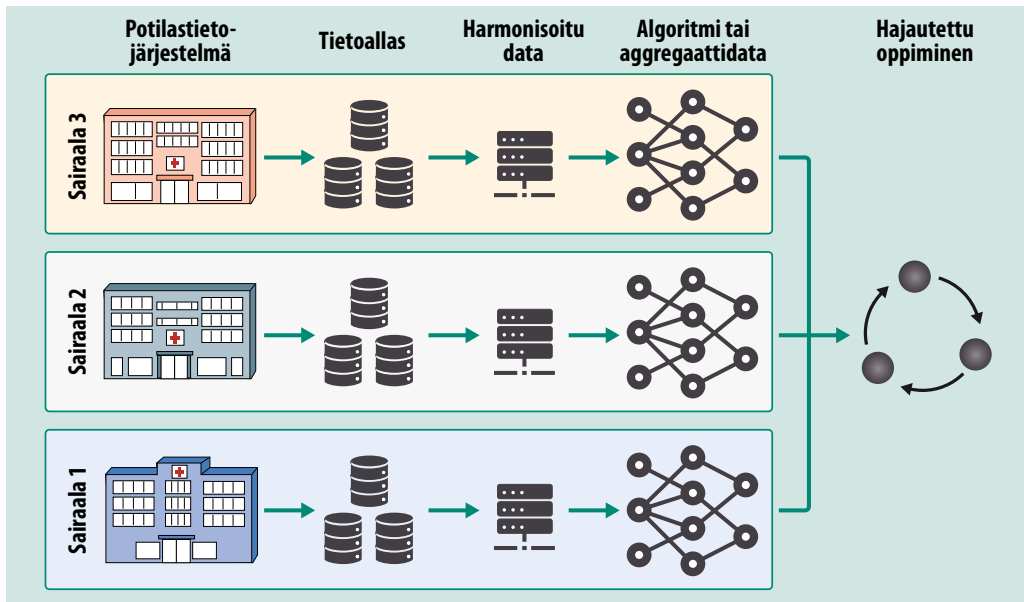 Potilastieto-
järjestelmä
Tietoallas
Harmonisoitu
data
Algoritmi tai
aggregaattidata
Hajautettu
oppiminen
Sairaala 3
Sairaala 2
Sairaala 1